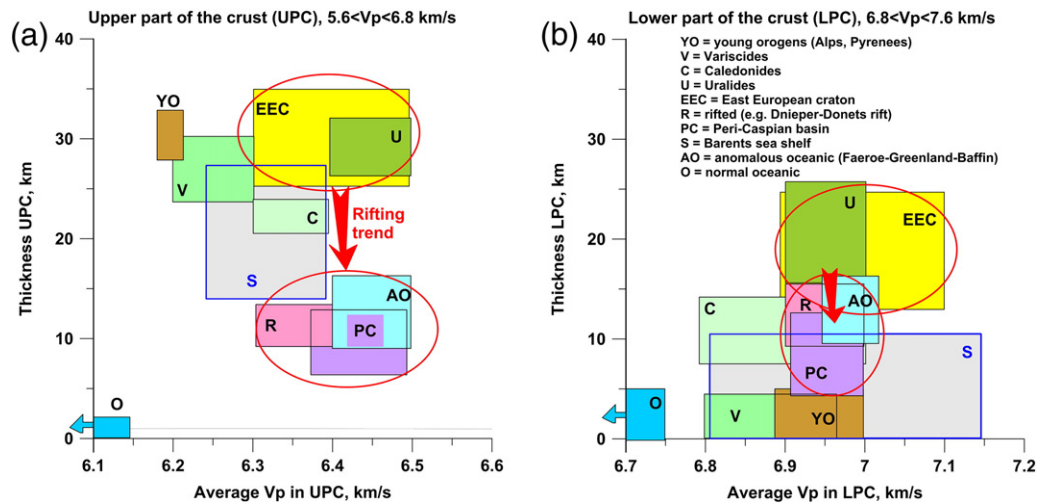 (a)
Upper part of the crust (UPC), 5.6<Vp<6.8 km/s
40
30
20
10
0
Thickness UPC, km
YO
EEC
U
V
C
Rifting
trend
S
AO
R
PC
O
6.1
6.2
6.3
6.4
6.5
6.6
Average Vp in UPC, km/s
(b)
Lower part of the crust (LPC), 6.8<Vp<7.6 km/s
YO = young orogens (Alps, Pyrenees)
V = Variscides
C = Caledonides
U = Uralides
EEC = East European craton
R = rifted (e.g. Dnieper-Donets rift)
PC = Peri-Caspian basin
S = Barents sea shelf
AO = anomalous oceanic (Faeroe-Greenland-Baffin)
O = normal oceanic
40
30
20
10
0
Thickness LPC, km
U
EEC
C
R
AO
S
PC
O
V
YO
6.7
6.8
6.9
7
7.1
7.2
Average Vp in LPC, km/s